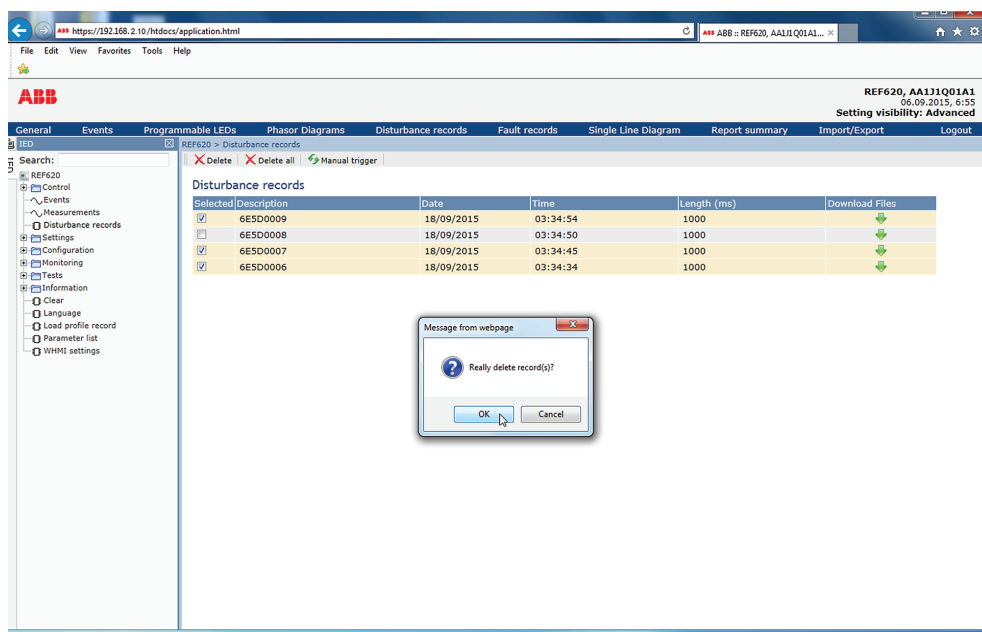 https://192.168.2.10/htdocs/application.html
ABB :: REF620, AA1J1Q01A1...
File Edit View Favorites Tools Help
ABB
REF620, AA1J1Q01A1
06.09.2015, 6:55
Setting visibility: Advanced
General Events Programmable LEDs Phasor Diagrams Disturbance records Fault records Single Line Diagram Report summary Import/Export Logout
IED
REF620 > Disturbance records
Search:
Delete Delete all Manual trigger
REF620
Control
Events
Measurements
Disturbance records
Settings
Configuration
Monitoring
Tests
Information
Clear
Language
Load profile record
Parameter list
WHMI settings
Disturbance records
Selected Description Date Time Length (ms) Download Files
6E5D0009 18/09/2015 03:34:54 1000
6E5D0008 18/09/2015 03:34:50 1000
6E5D0007 18/09/2015 03:34:45 1000
6E5D0006 18/09/2015 03:34:34 1000
Message from webpage
Really delete record(s)?
OK Cancel